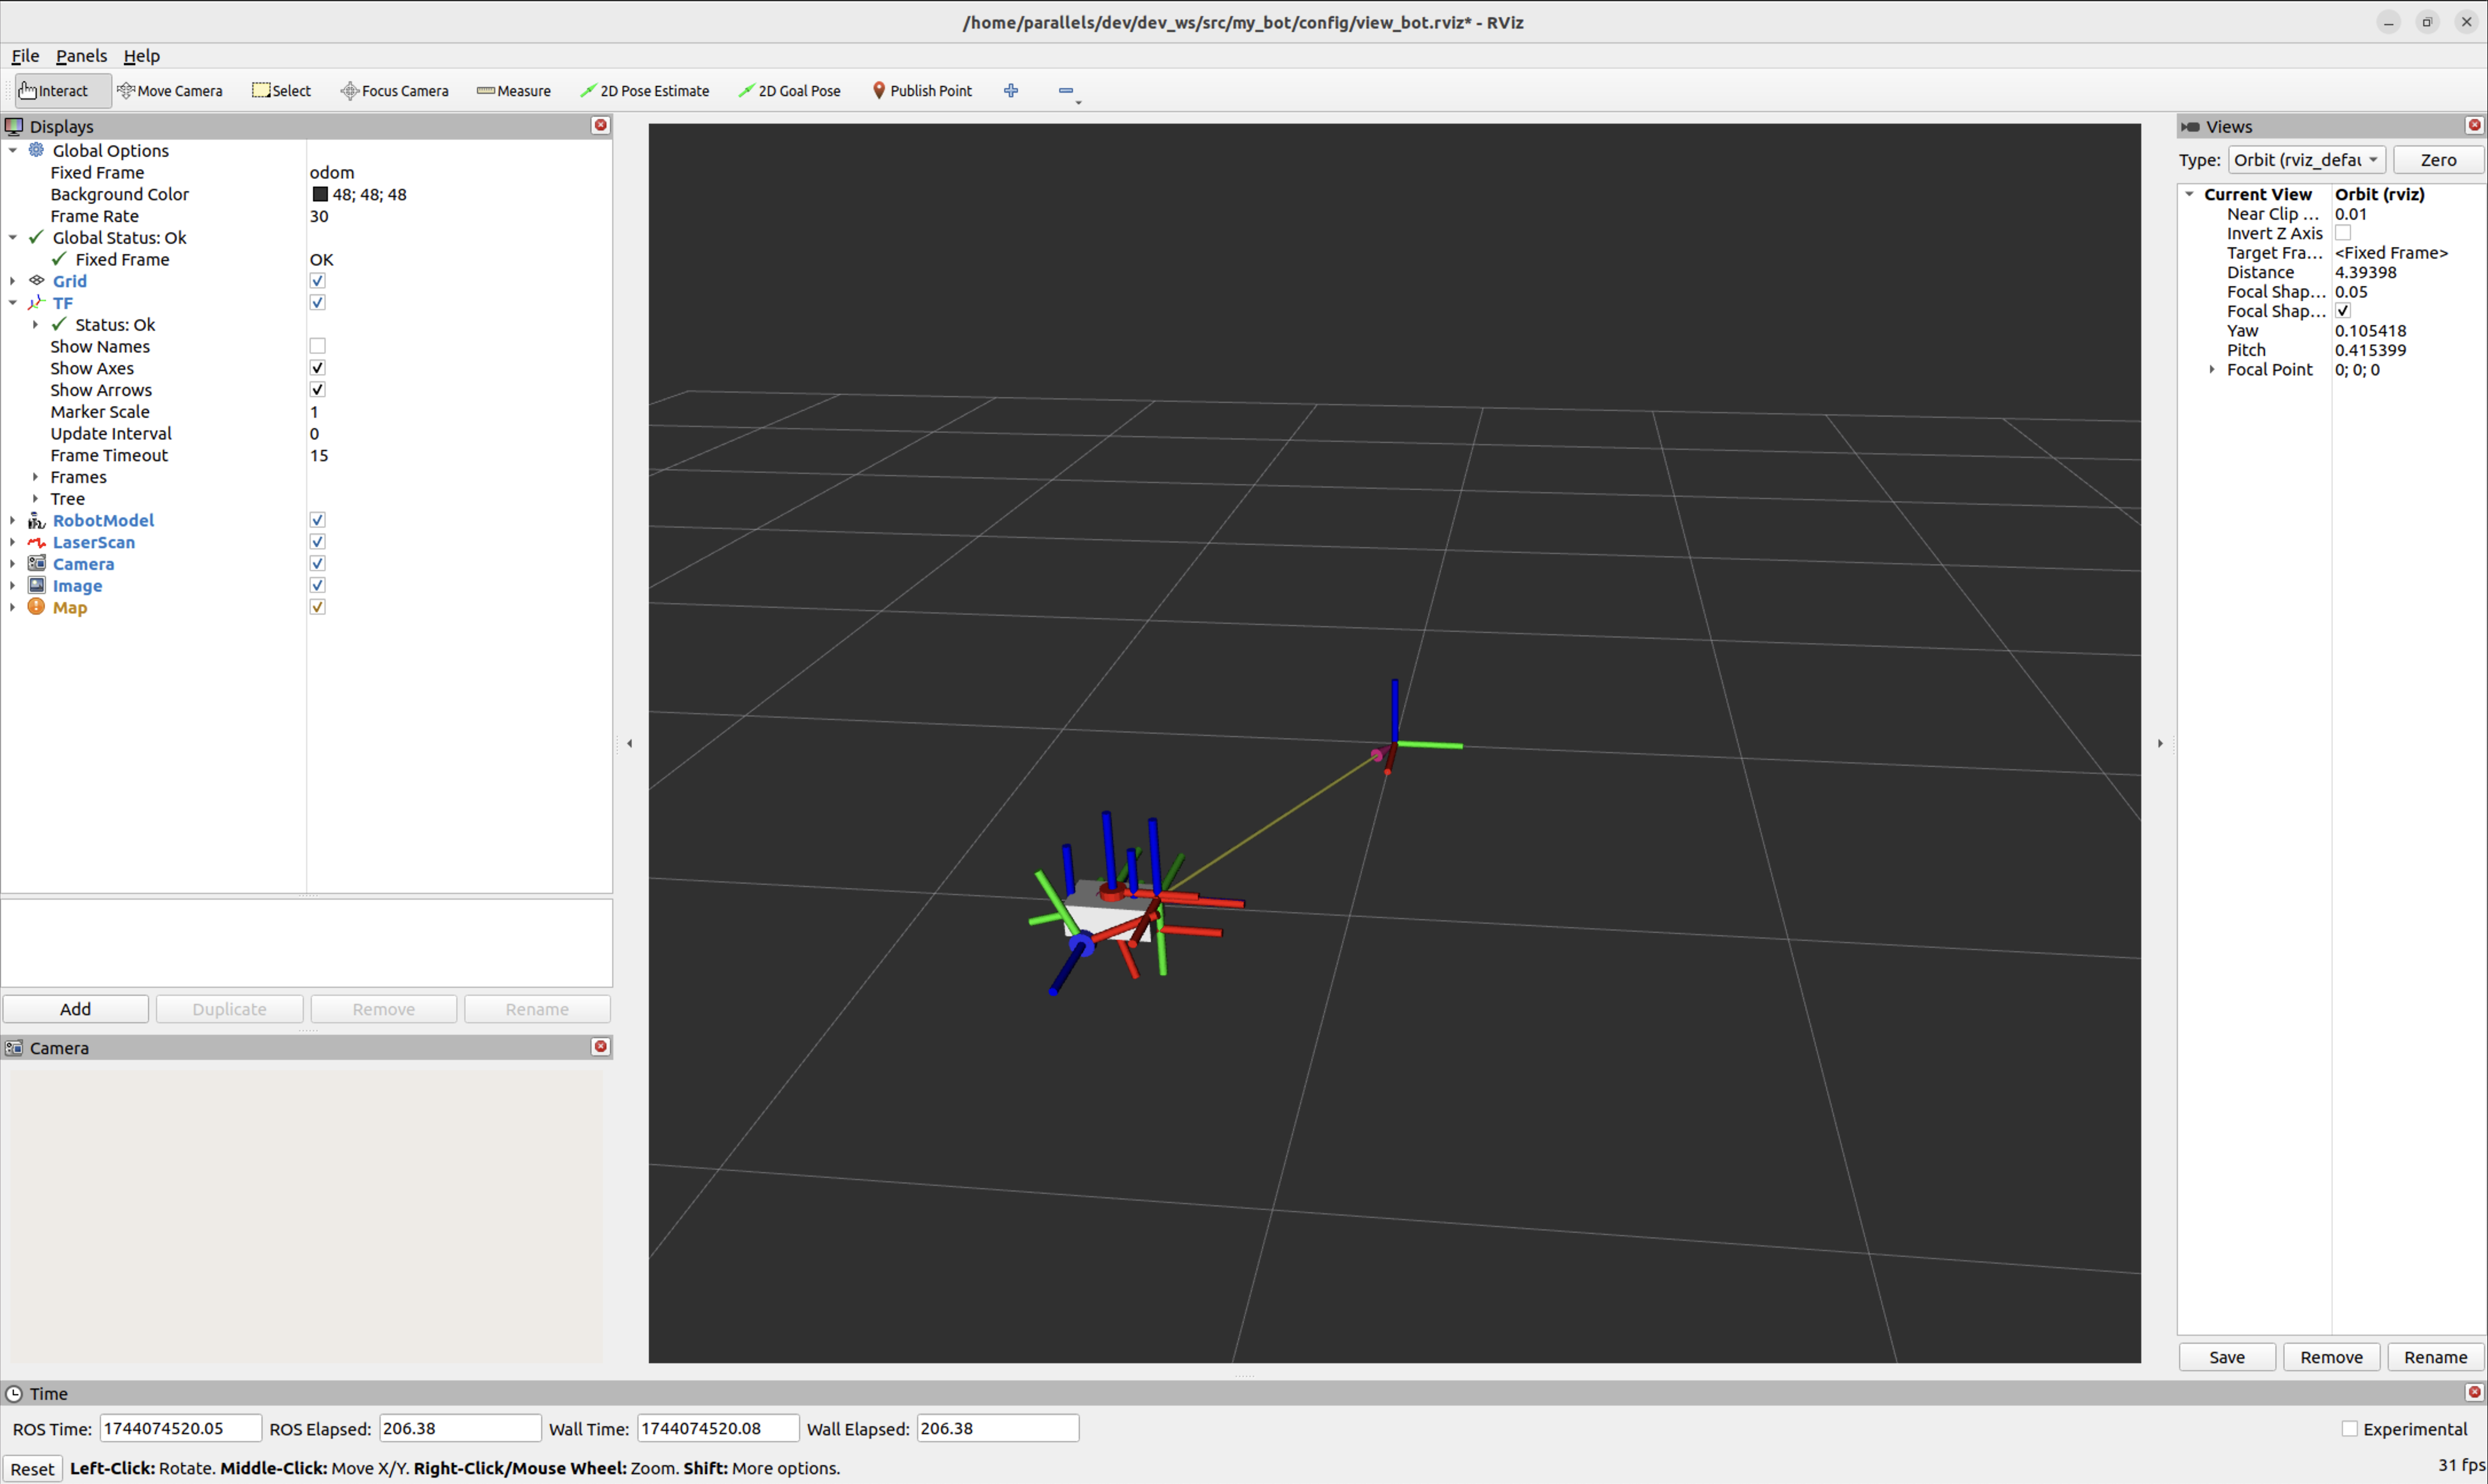 /home/parallels/dev/dev_ws/src/my_bot/config/view_bot.rviz* - RViz
File Panels Help
Interact Move Camera Select Focus Camera Measure 2D Pose Estimate 2D Goal Pose Publish Point
Displays
Global Options
Fixed Frame odom
Background Color 48; 48; 48
Frame Rate 30
Global Status: Ok
Fixed Frame OK
Grid
TF
Status: Ok
Show Names
Show Axes
Show Arrows
Marker Scale 1
Update Interval 0
Frame Timeout 15
Frames
Tree
RobotModel
LaserScan
Camera
Image
Map
Add Duplicate Remove Rename
Camera
Views
Type: Orbit (rviz_defau Zero
Current View Orbit (rviz)
Near Clip ... 0.01
Invert Z Axis
Target Fra... <Fixed Frame>
Distance 4.39398
Focal Shap... 0.05
Focal Shap...
Yaw 0.105418
Pitch 0.415399
Focal Point 0; 0; 0
Save Remove Rename
Time
ROS Time: 1744074520.05 ROS Elapsed: 206.38 Wall Time: 1744074520.08 Wall Elapsed: 206.38 Experimental
Reset Left-Click: Rotate. Middle-Click: Move X/Y. Right-Click/Mouse Wheel: Zoom. Shift: More options. 31 fps